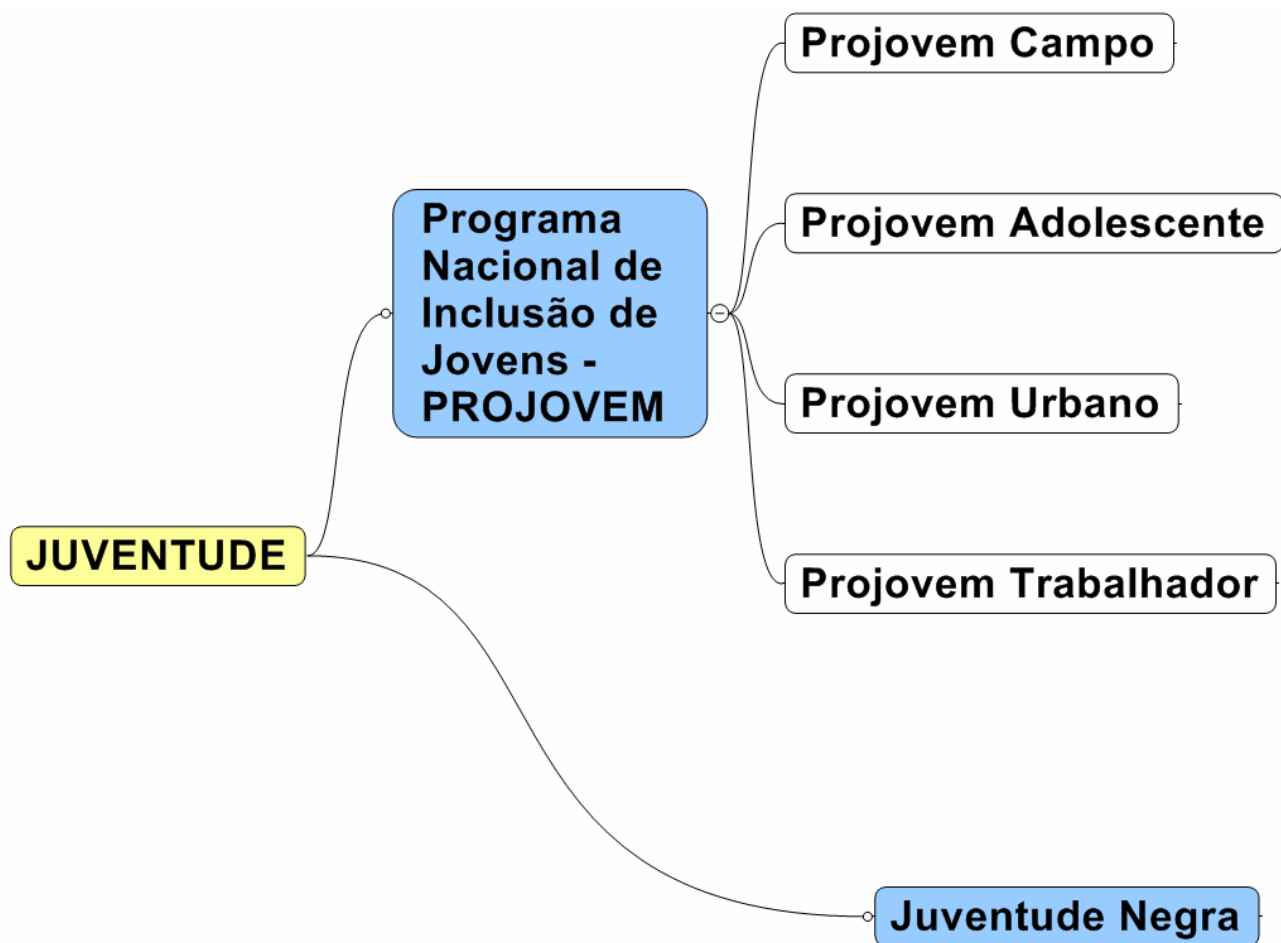 Projovem Campo
Programa
Nacional de
Inclusão de
Jovens -
PROJOVEM
Projovem Adolescente
Projovem Urbano
JUVENTUDE
Projovem Trabalhador
Juventude Negra